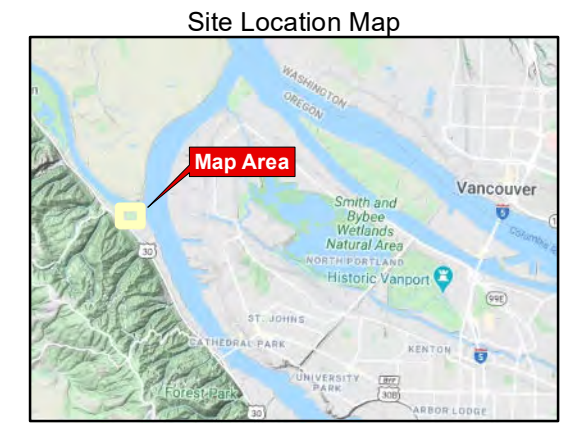 Site Location Map
WASHINGTON
OREGON
Map Area
Vancouver
5
Smith and
Bybee
Wetlands
Natural Area
30
NORTH PORTLAND
Historic Vanport
99E
ST. JOHNS
CATHEDRAL PARK
KENTON
5
UNIVERSITY
PARK
BYP
30B
Forest Park
30
ARBOR LODGE